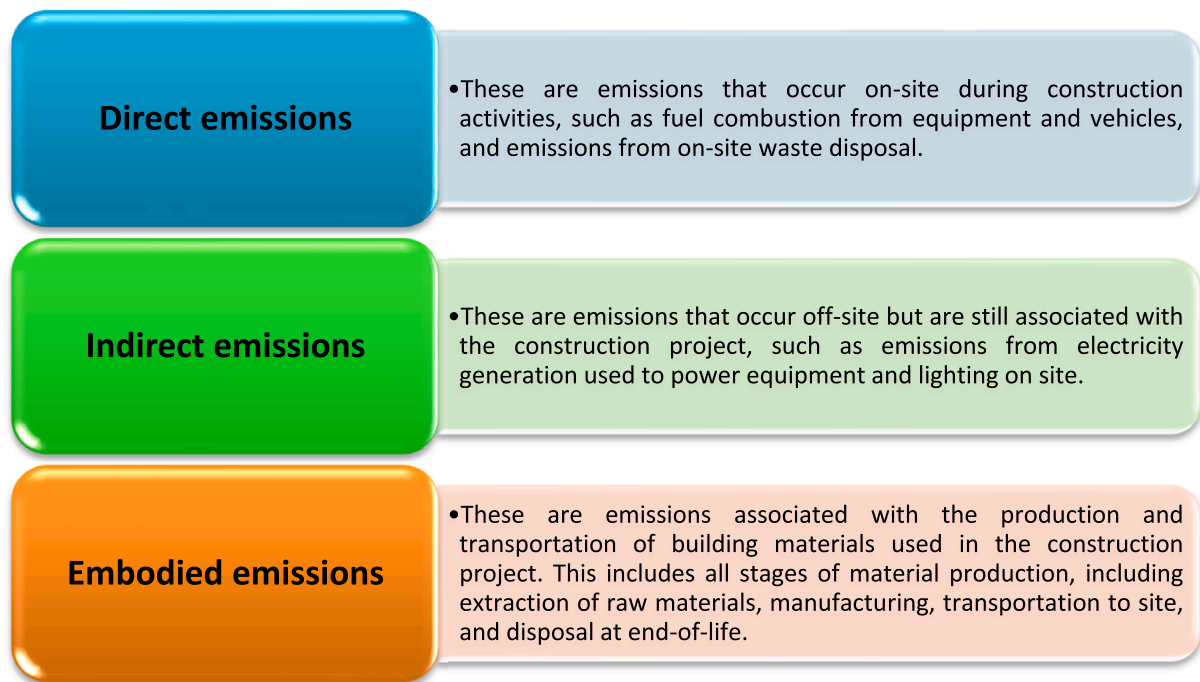 Direct emissions
•These are emissions that occur on-site during construction
activities, such as fuel combustion from equipment and vehicles,
and emissions from on-site waste disposal.
Indirect emissions
•These are emissions that occur off-site but are still associated with
the construction project, such as emissions from electricity
generation used to power equipment and lighting on site.
Embodied emissions
•These are emissions associated with the production and
transportation of building materials used in the construction
project. This includes all stages of material production, including
extraction of raw materials, manufacturing, transportation to site,
and disposal at end-of-life.